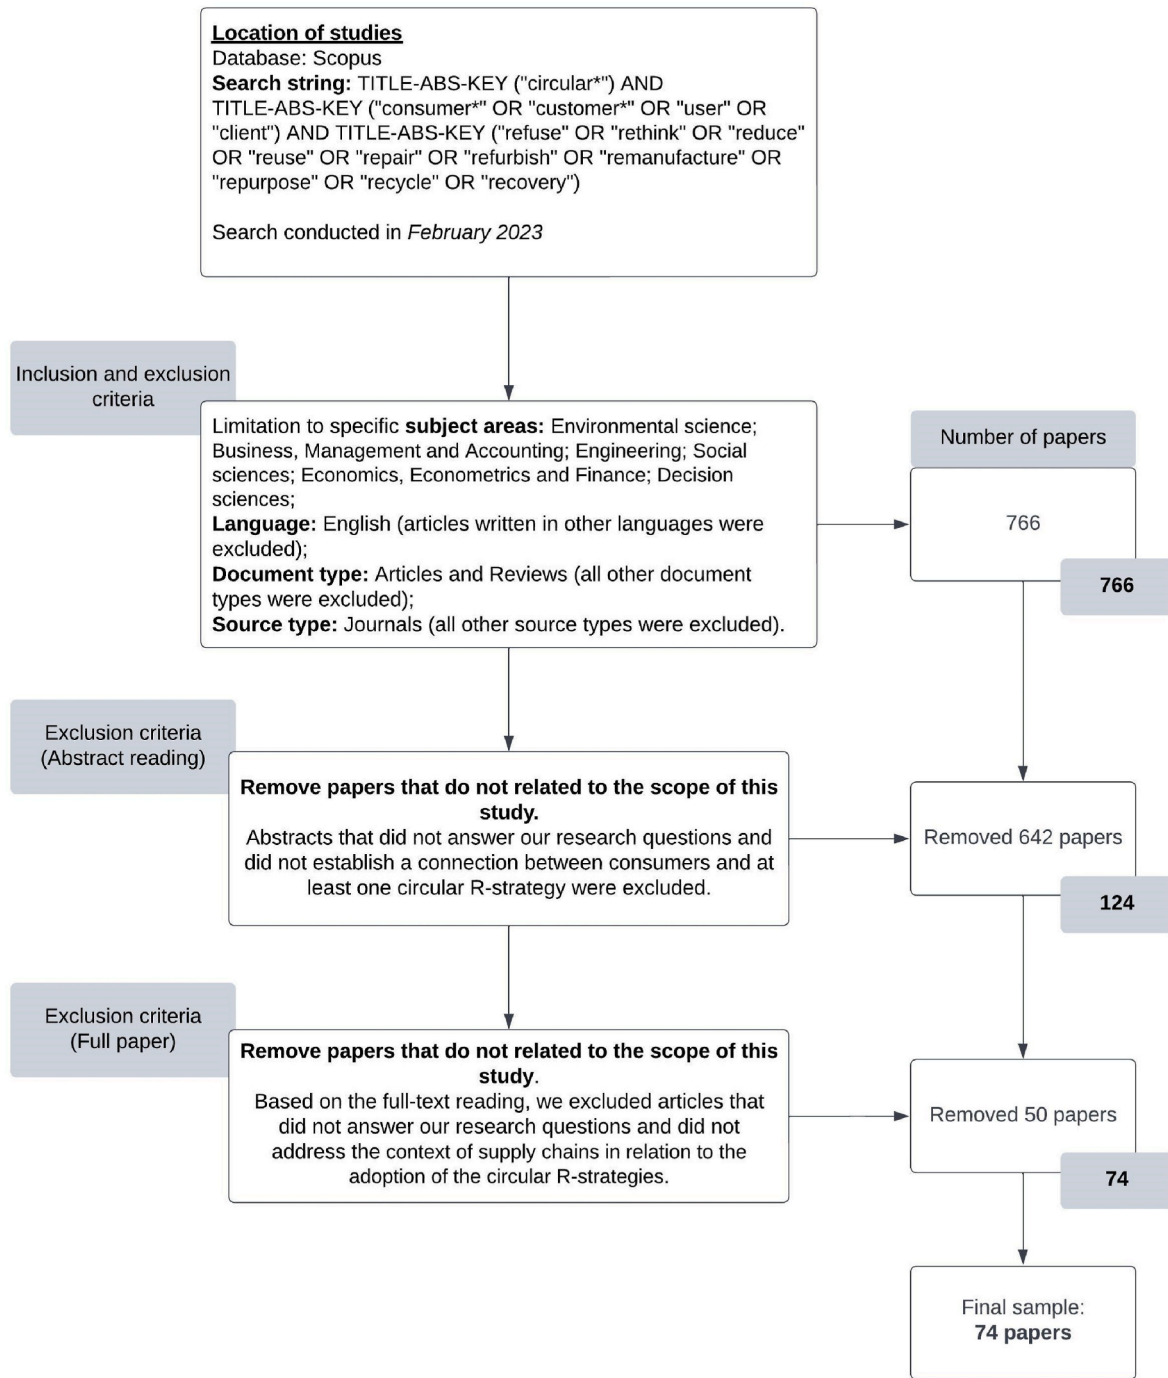 Location of studies
Database: Scopus
Search string: TITLE-ABS-KEY ("circular*") AND
TITLE-ABS-KEY ("consumer*" OR "customer*" OR "user" OR
"client") AND TITLE-ABS-KEY ("refuse" OR "rethink" OR "reduce"
OR "reuse" OR "repair" OR "refurbish" OR "remanufacture" OR
"repurpose" OR "recycle" OR "recovery")
Search conducted in February 2023
Inclusion and exclusion
criteria
Limitation to specific subject areas: Environmental science;
Business, Management and Accounting; Engineering; Social
sciences; Economics, Econometrics and Finance; Decision
sciences;
Language: English (articles written in other languages were
excluded);
Document type: Articles and Reviews (all other document
types were excluded);
Source type: Journals (all other source types were excluded).
Number of papers
766
766
Exclusion criteria
(Abstract reading)
Remove papers that do not related to the scope of this
study.
Abstracts that did not answer our research questions and
did not establish a connection between consumers and at
least one circular R-strategy were excluded.
Removed 642 papers
124
Exclusion criteria
(Full paper)
Remove papers that do not related to the scope of this
study.
Based on the full-text reading, we excluded articles that
did not answer our research questions and did not
address the context of supply chains in relation to the
adoption of the circular R-strategies.
Removed 50 papers
74
Final sample:
74 papers